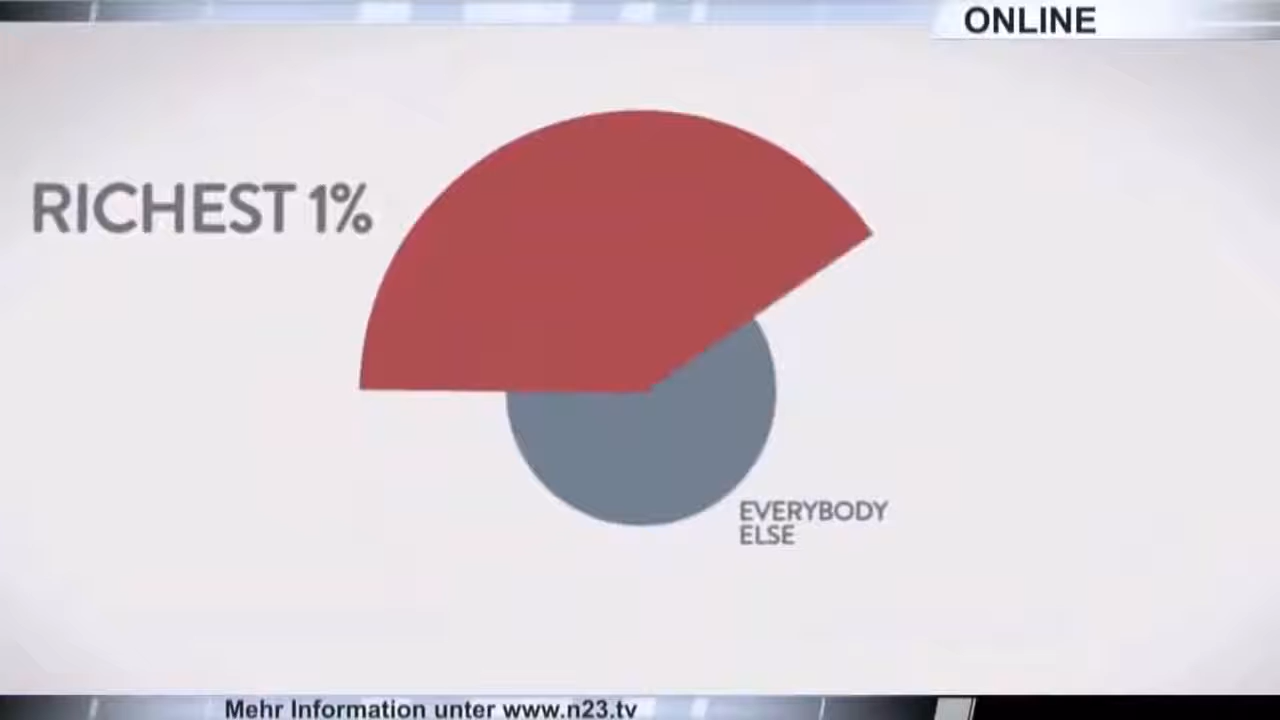 ONLINE
RICHEST 1%
EVERYBODY
ELSE
Mehr Information unter www.n23.tv